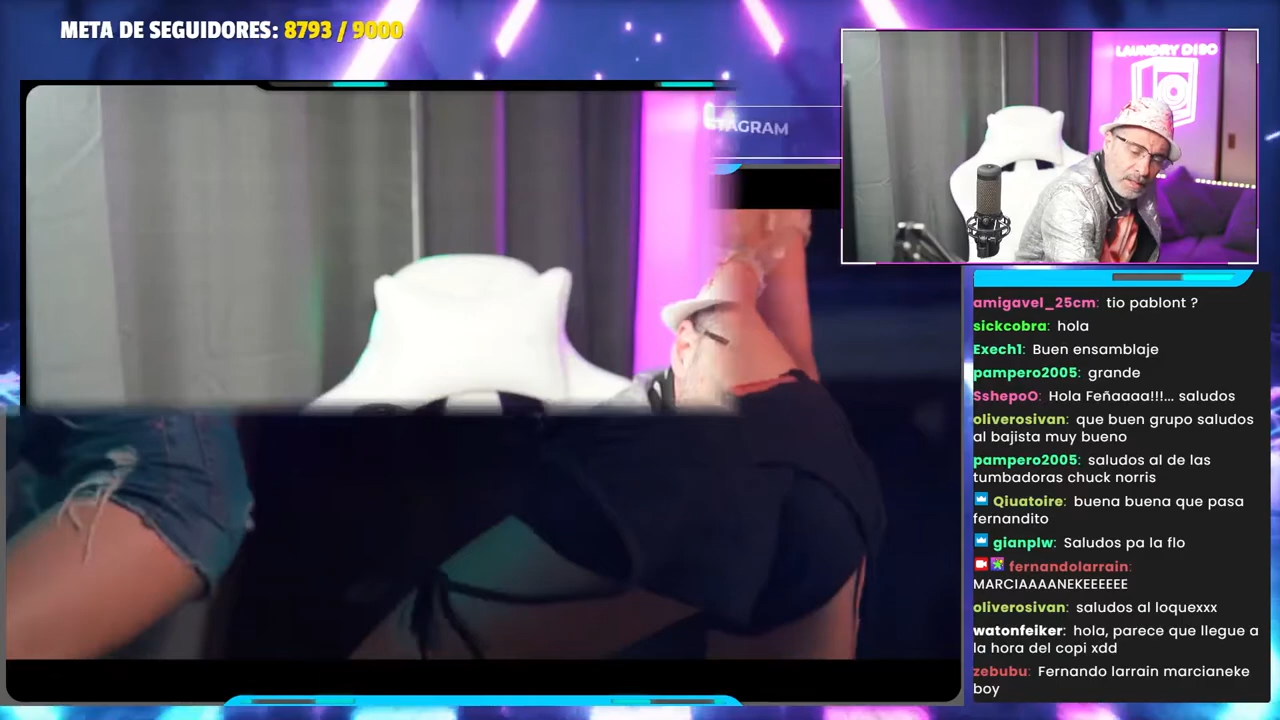 META DE SEGUIDORES: 8793 / 9000
LAUNDRY DISCO
TAGRAM
amigavel_25cm: tio pablont ?
sickcobra: hola
Exech1: Buen ensamblaje
pampero2005: grande
SshepoO: Hola Feñaaaa!!!... saludos
oliverosivan: que buen grupo saludos
al bajista muy bueno
pampero2005: saludos al de las
tumbadoras chuck norris
Qiuatoire: buena buena que pasa
fernandito
gianplw: Saludos pa la flo
fernandolarrain:
MARCIAAAANEKEEEEEE
oliverosivan: saludos al loquexxx
watonfeiker: hola, parece que llegue a
la hora del copi xdd
zebubu: Fernando larrain marcianeke
boy